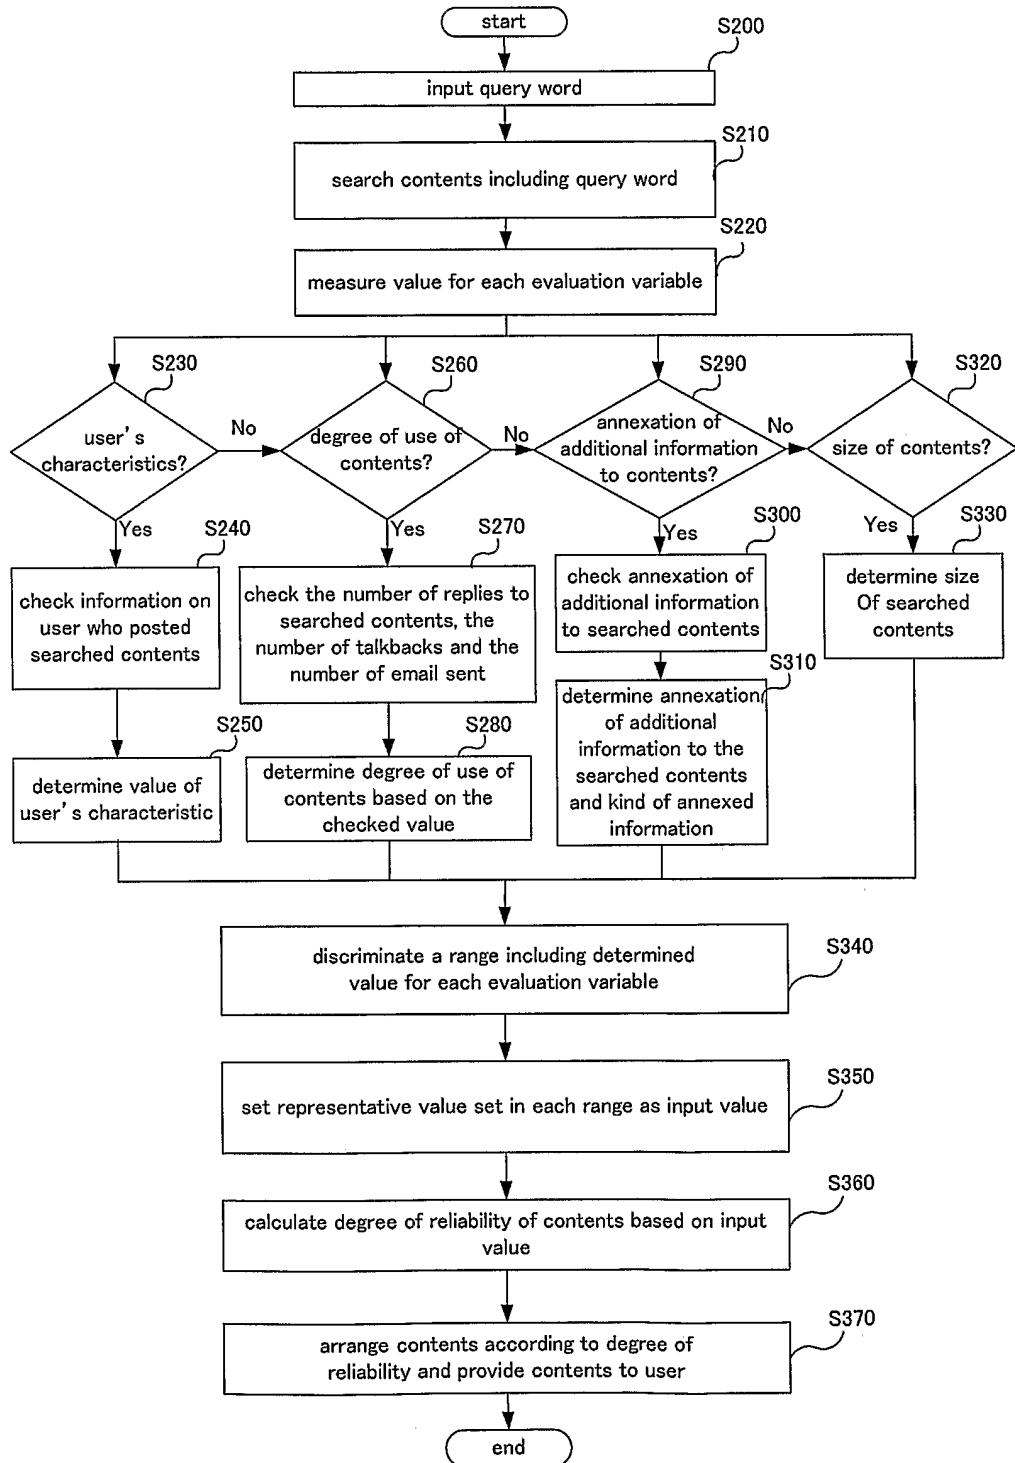 start
S200
input query word
S210
search contents including query word
S220
measure value for each evaluation variable
S230
user's
characteristics?
No
Yes
S260
degree of use of
contents?
No
Yes
S290
annexation of
additional information
to contents?
No
Yes
S320
size of contents?
Yes
S240
check information on
user who posted
searched contents
S270
check the number of replies to
searched contents, the
number of talkbacks and the
number of email sent
S300
check annexation of
additional information
to searched contents
S330
determine size
Of searched
contents
S250
determine value of
user's characteristic
S280
determine degree of use of
contents based on the
checked value
S310
determine annexation
of additional
information to the
searched contents
and kind of annexed
information
S340
discriminate a range including determined
value for each evaluation variable
S350
set representative value set in each range as input value
S360
calculate degree of reliability of contents based on input
value
S370
arrange contents according to degree of
reliability and provide contents to user
end